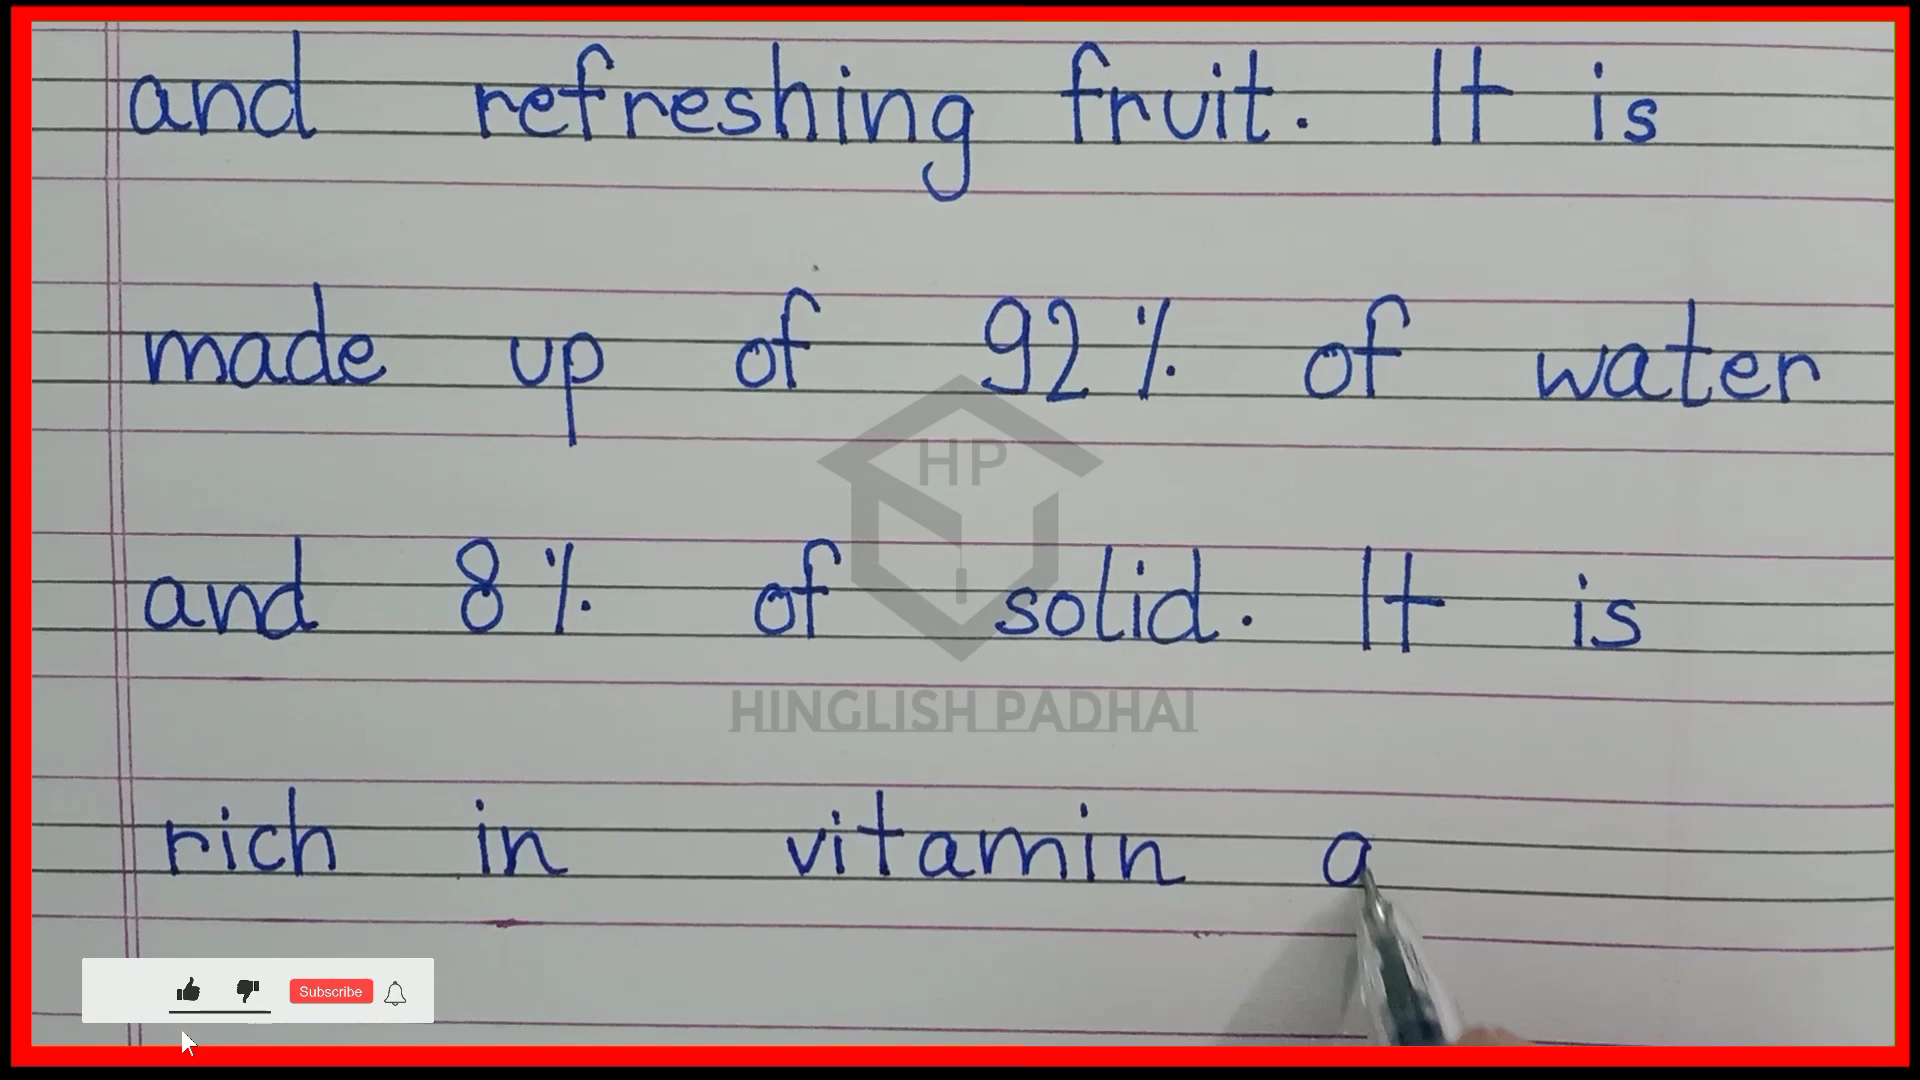 and refreshing fruit. It is
made up of 92% of water
HP
and 8% of solid. It is
HINGLISH PADHAI
rich in vitamin a
Subscribe